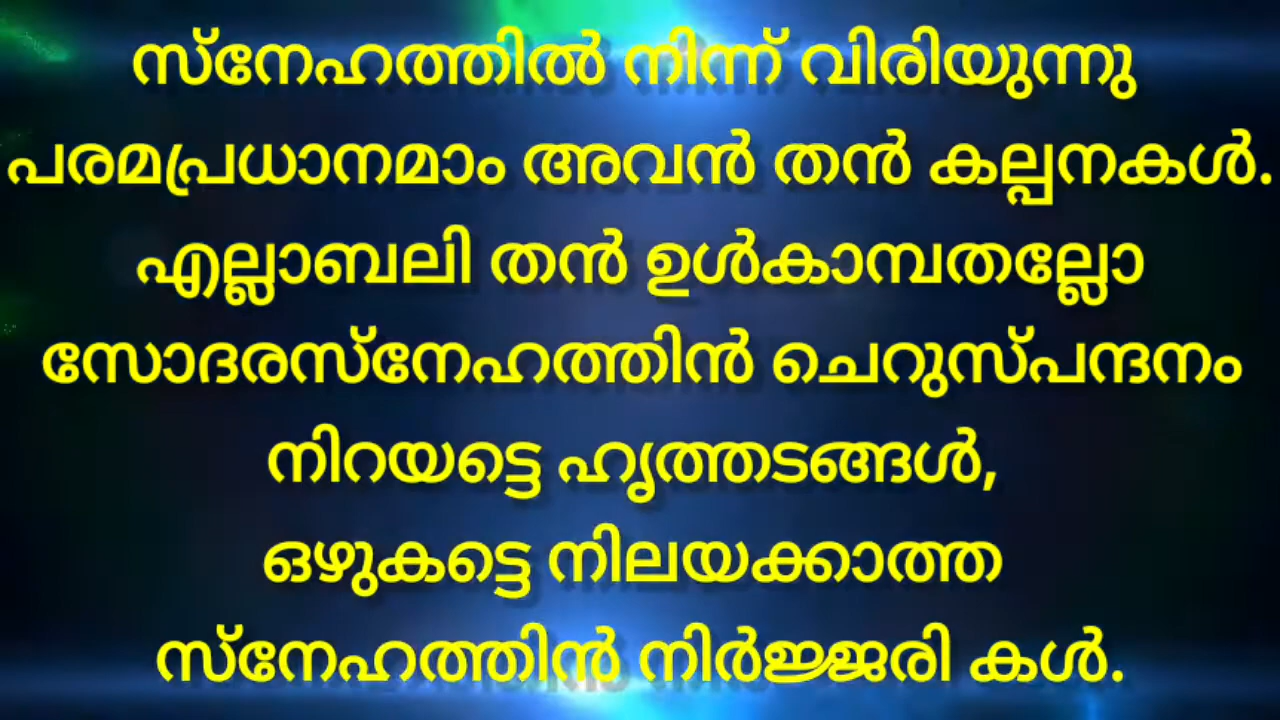 സ്നേഹത്തിൽ നിന്ന് വിരിയുന്നു
പരമപ്രധാനമാം അവൻ തൻ കല്പനകൾ.
എല്ലാബലി തൻ ഉൾകാമ്പതല്ലോ
സോദരസ്നേഹത്തിൻ ചെറുസ്പന്ദനം
നിറയട്ടെ ഹൃത്തടങ്ങൾ,
ഒഴുകട്ടെ നിലയക്കാത്ത
സ്നേഹത്തിൻ നിർജ്ജരി കൾ.